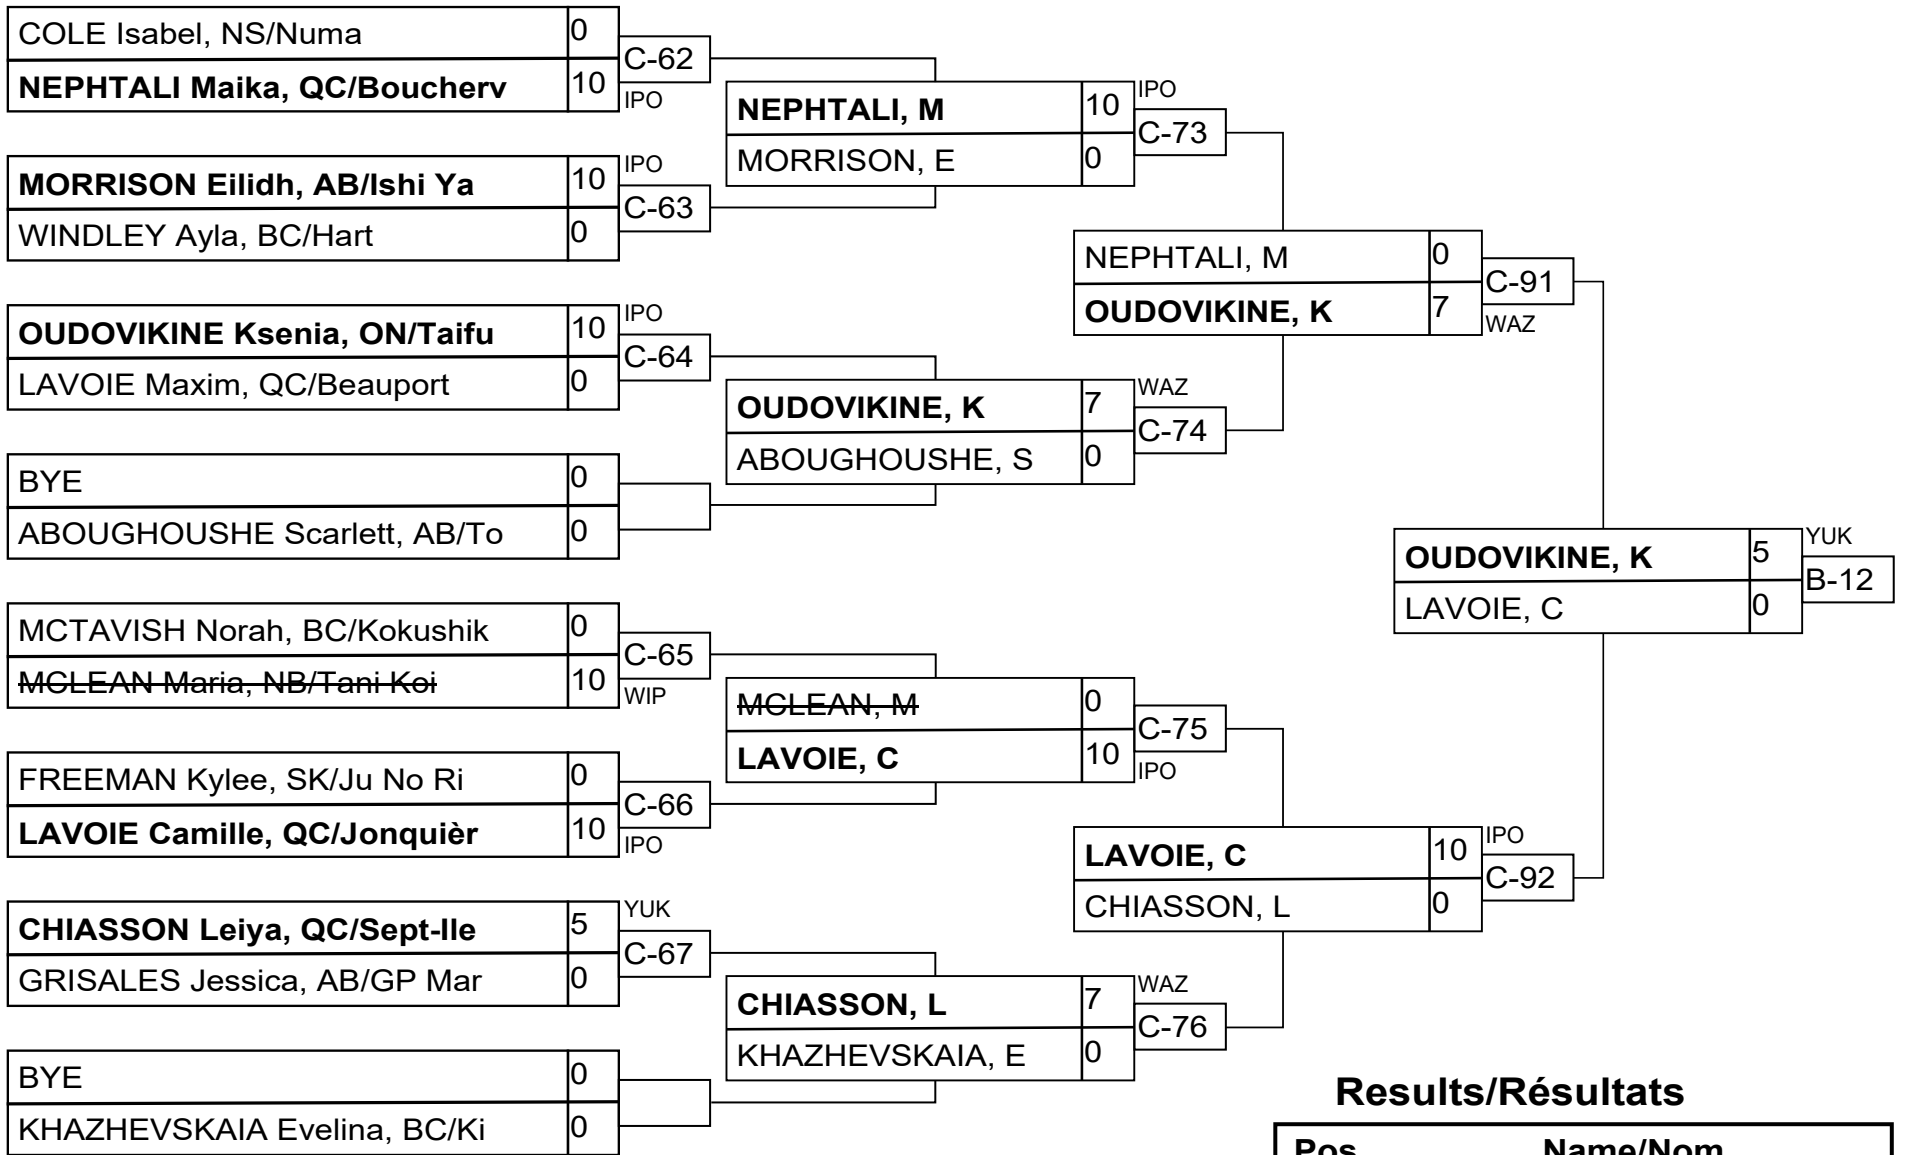 COLE Isabel, NS/Numa 0
NEPHTALI Maika, QC/Boucherv 10
C-62
IPO
MORRISON Eilidh, AB/Ishi Ya 10
WINDLEY Ayla, BC/Hart 0
IPO
C-63
OUDOVIKINE Ksenia, ON/Taifu 10
LAVOIE Maxim, QC/Beauport 0
IPO
C-64
BYE 0
ABOUGHOUSHE Scarlett, AB/To 0
MCTAVISH Norah, BC/Kokushik 0
MCLEAN Maria, NB/Tani Koi 10
C-65
WIP
FREEMAN Kylee, SK/Ju No Ri 0
LAVOIE Camille, QC/Jonquièr 10
C-66
IPO
CHIASSON Leiya, QC/Sept-Ile 5
GRISALES Jessica, AB/GP Mar 0
YUK
C-67
BYE 0
KHAZHEVSKAIA Evelina, BC/Ki 0
NEPHTALI, M 10
MORRISON, E 0
IPO
C-73
OUDOVIKINE, K 7
ABOUGHOUSHE, S 0
WAZ
C-74
MCLEAN, M 0
LAVOIE, C 10
C-75
IPO
CHIASSON, L 7
KHAZHEVSKAIA, E 0
WAZ
C-76
NEPHTALI, M 0
OUDOVIKINE, K 7
C-91
WAZ
LAVOIE, C 10
CHIASSON, L 0
IPO
C-92
OUDOVIKINE, K 5
LAVOIE, C 0
YUK
B-12
Results/Résultats
Pos Name/Nom